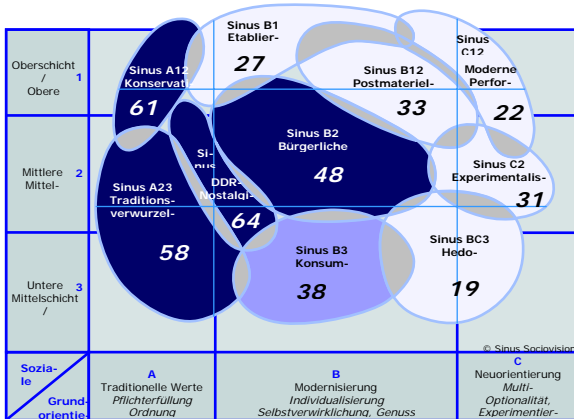 Sinus B1
Etablier-
27
Sinus
C12
Moderne
Perfor-
22
Sinus A12
Konservati
61
Sinus B12
Postmateriel-
33
Oberschicht
/
Obere
1
Sinus B2
Bürgerliche
48
Si-
nus
DDR-
Nostalgi-
64
Sinus C2
Experimentalis-
31
Mittlere
Mittel-
2
Sinus A23
Traditions-
verwurzel-
58
Sinus B3
Konsum-
38
Sinus BC3
Hedo-
19
Untere
Mittelschicht
/
3
© Sinus Sociovision
Sozia-
le
Grund-
orientie-
A
Traditionelle Werte
Pflichterfüllung
Ordnung
B
Modernisierung
Individualisierung
Selbstverwirklichung, Genuss
C
Neuorientierung
Multi-
Optionalität,
Experimentier-